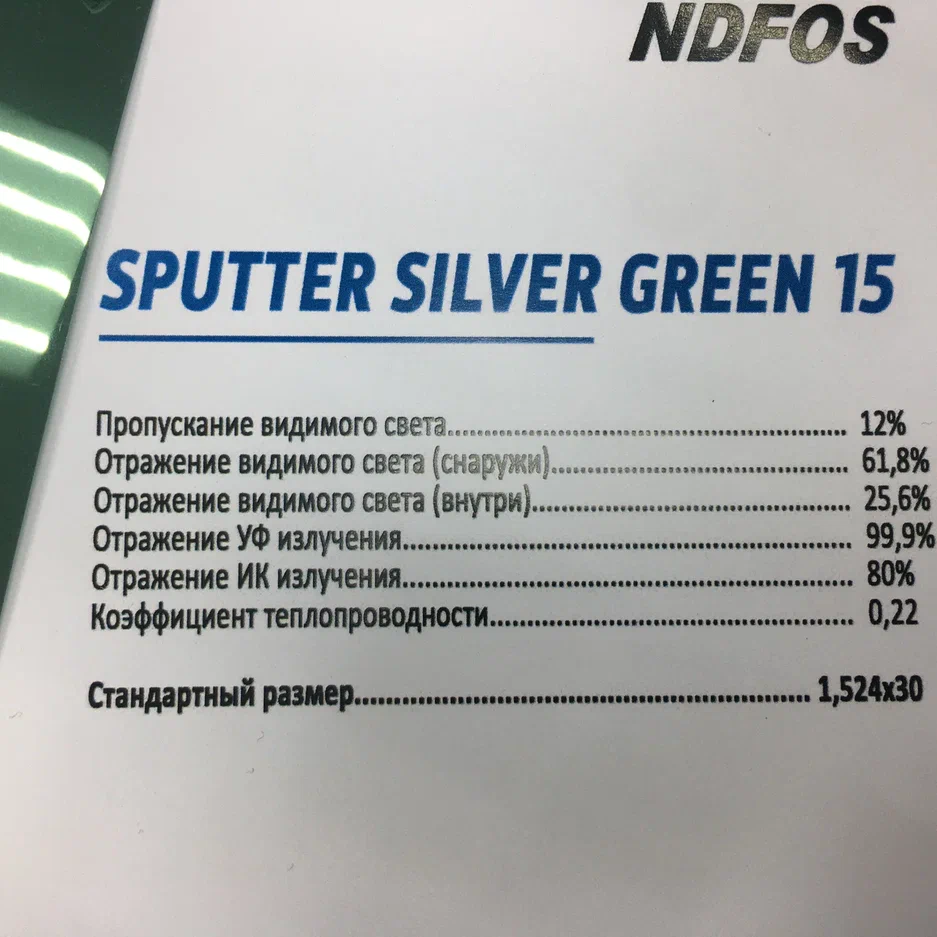 NDFOS
SPUTTER SILVER GREEN 15
Пропускание видимого света.................................................... 12%
Отражение видимого света (снаружи)...................................... 61,8%
Отражение видимого света (внутри)......................................... 25,6%
Отражение УФ излучения.......................................................... 99,9%
Отражение ИК излучения.......................................................... 80%
Коэффициент теплопроводности............................................... 0,22
Стандартный размер.......................................................... 1,524x30